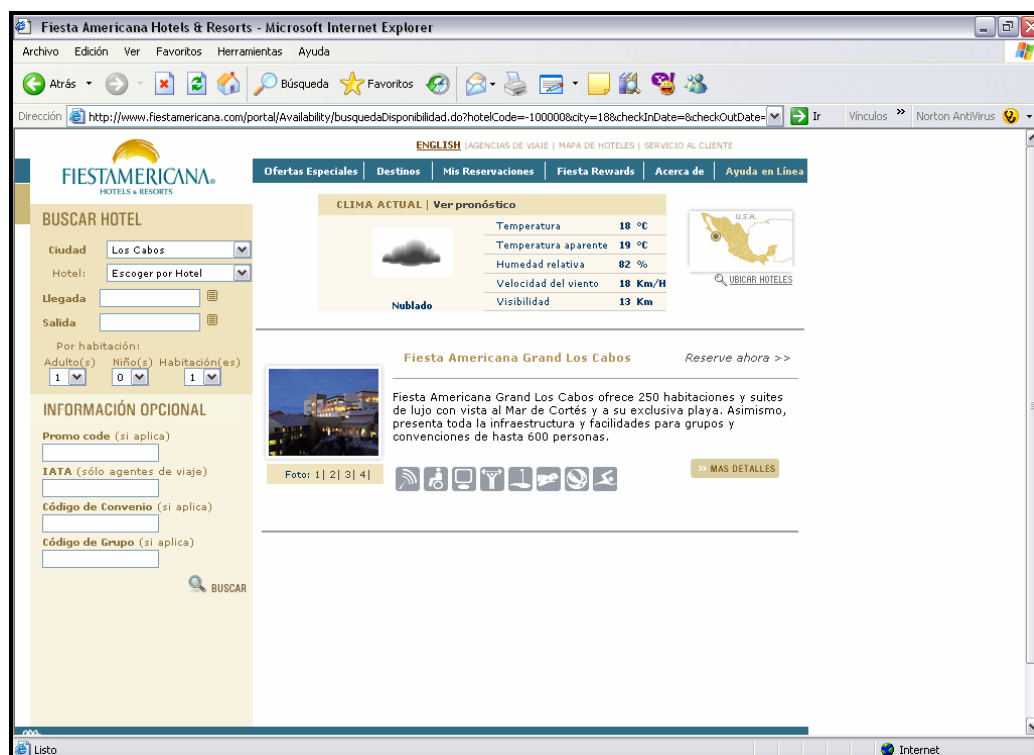 Fiesta Americana Hotels & Resorts - Microsoft Internet Explorer
Archivo Edición Ver Favoritos Herramientas Ayuda
Atrás Búsqueda Favoritos
Dirección http://www.fiestamericana.com/portal/Availability/busquedaDisponibilidad.do?hotelCode=-100000&city=18&checkInDate=&checkOutDate= Ir Vínculos » Norton AntiVirus
ENGLISH |AGENCIAS DE VIAJE | MAPA DE HOTELES | SERVICIO AL CLIENTE
FIESTAMERICANA®
HOTELS & RESORTS
Ofertas Especiales Destinos Mis Reservaciones Fiesta Rewards Acerca de Ayuda en Línea
BUSCAR HOTEL
Ciudad Los Cabos
Hotel: Escoger por Hotel
Llegada
Salida
Por habitación:
Adulto(s) Niño(s) Habitación(es)
1 0 1
INFORMACIÓN OPCIONAL
Promo code (si aplica)
IATA (sólo agentes de viaje)
Código de Convenio (si aplica)
Código de Grupo (si aplica)
BUSCAR
CLIMA ACTUAL | Ver pronóstico
Temperatura 18 °C
Temperatura aparente 19 °C
Humedad relativa 82 %
Velocidad del viento 18 Km/H
Visibilidad 13 Km
Nublado
U.S.A.
UBICAR HOTELES
Fiesta Americana Grand Los Cabos Reserve ahora >>
Fiesta Americana Grand Los Cabos ofrece 250 habitaciones y suites
de lujo con vista al Mar de Cortés y a su exclusiva playa. Asimismo,
presenta toda la infraestructura y facilidades para grupos y
convenciones de hasta 600 personas.
Foto: 1| 2| 3| 4|
>> MAS DETALLES
Listo Internet